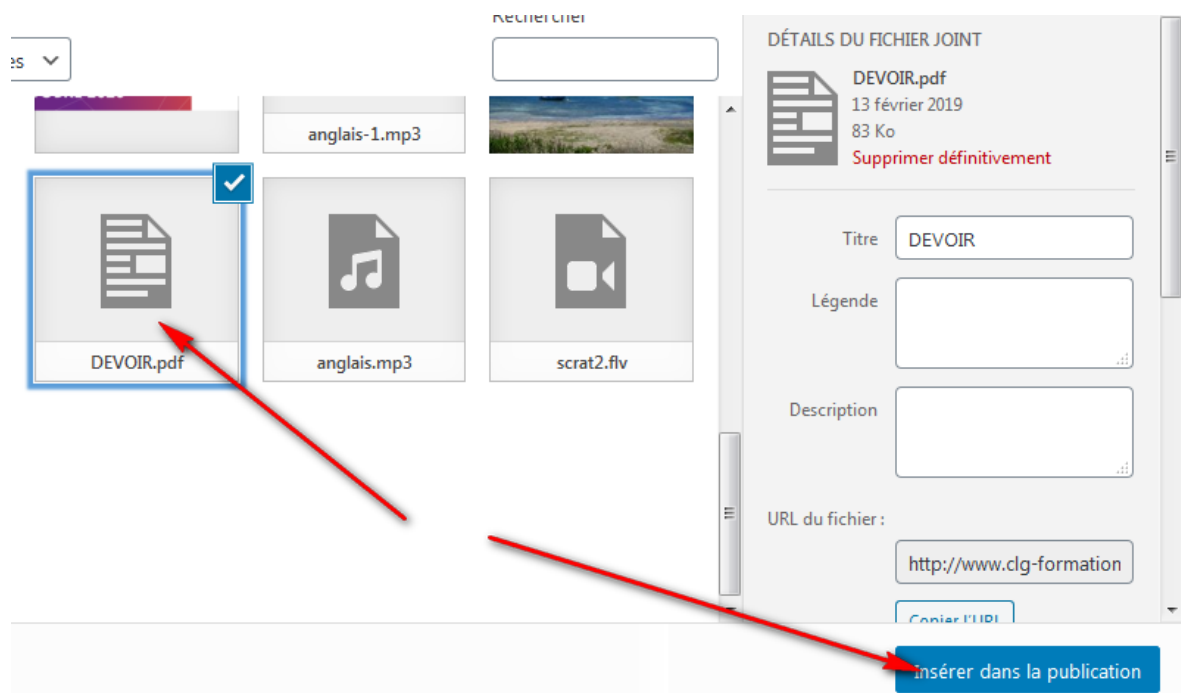 Rechercher
es
anglais-1.mp3
DEVOIR.pdf
anglais.mp3
scrat2.flv
DÉTAILS DU FICHIER JOINT
DEVOIR.pdf
13 février 2019
83 Ko
Supprimer définitivement
Titre
DEVOIR
Légende
Description
URL du fichier :
http://www.clg-formation
Copier l'URL
Insérer dans la publication